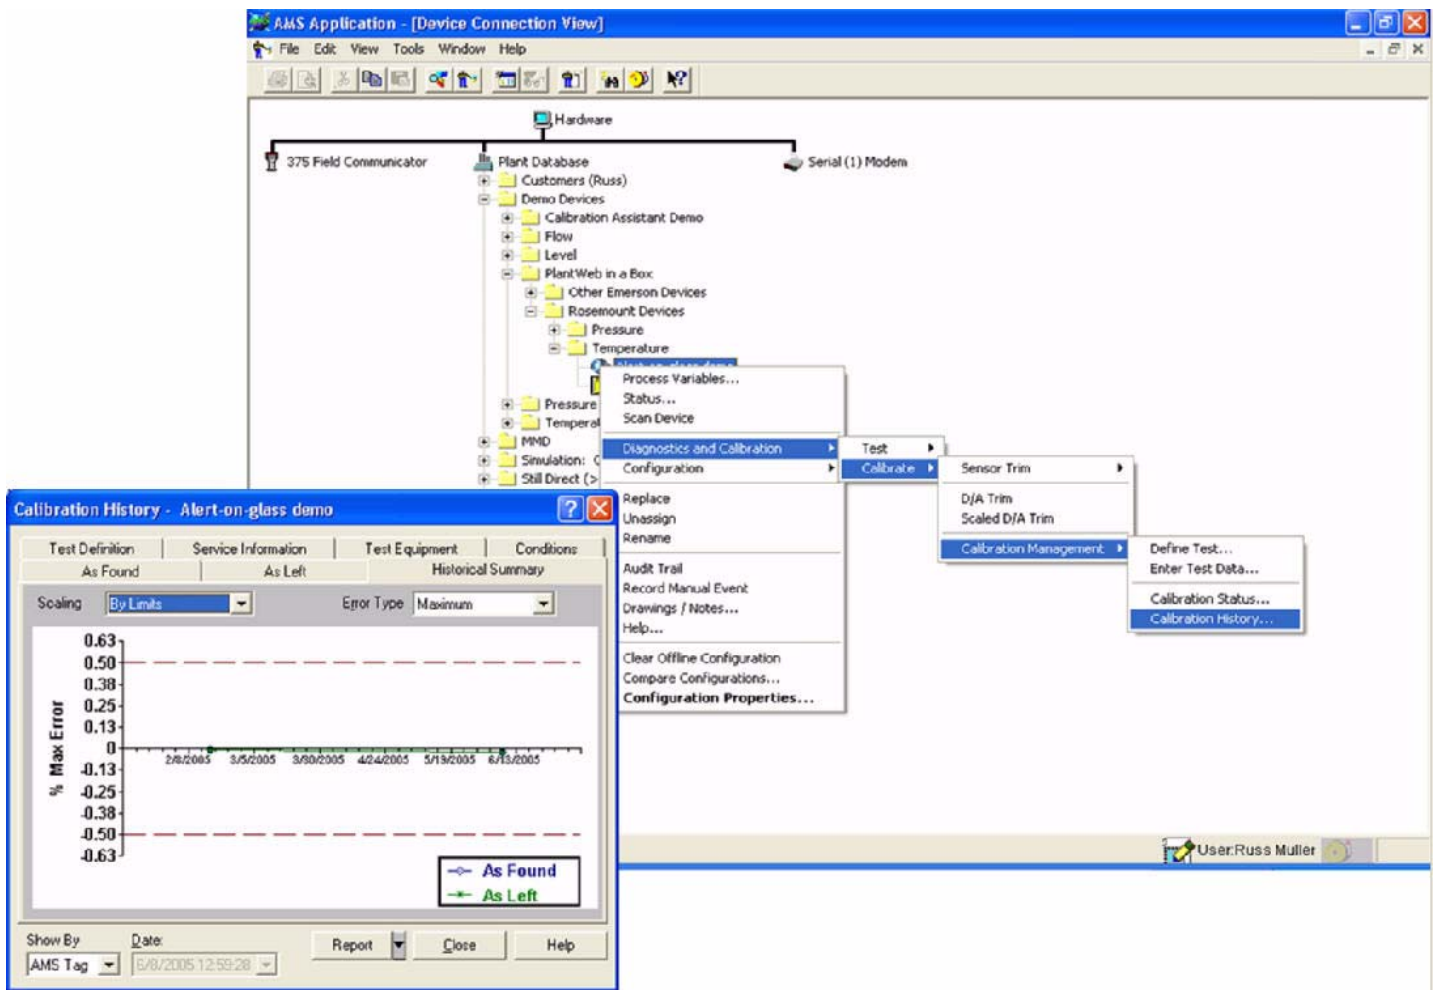 AMS Application - [Device Connection View]
File Edit View Tools Window Help
Hardware
375 Field Communicator
Plant Database
Serial (1) Modem
Customers (Russ)
Demo Devices
Calibration Assistant Demo
Flow
Level
PlantWeb in a Box
Other Emerson Devices
Rosemount Devices
Pressure
Temperature
Alert-on-glass demo
Pressure
Temperat
MMD
Simulation:
Still Direct (>
Process Variables...
Status...
Scan Device
Diagnostics and Calibration
Configuration
Replace
Unassign
Rename
Audit Trail
Record Manual Event
Drawings / Notes...
Help...
Clear Offline Configuration
Compare Configurations...
Configuration Properties...
Test
Calibrate
Sensor Trim
D/A Trim
Scaled D/A Trim
Calibration Management
Define Test...
Enter Test Data...
Calibration Status...
Calibration History...
User:Russ Muller
Calibration History - Alert-on-glass demo
Test Definition Service Information Test Equipment Conditions
As Found As Left Historical Summary
Scaling By Limits Error Type Maximum
% Max Error
0.63
0.50
0.38
0.25
0.13
0
-0.13
-0.25
-0.38
-0.50
-0.63
2/8/2005 3/5/2005 3/30/2005 4/24/2005 5/19/2005 6/13/2005
As Found
As Left
Show By Date:
AMS Tag 6/8/2005 12:59:28
Report Close Help